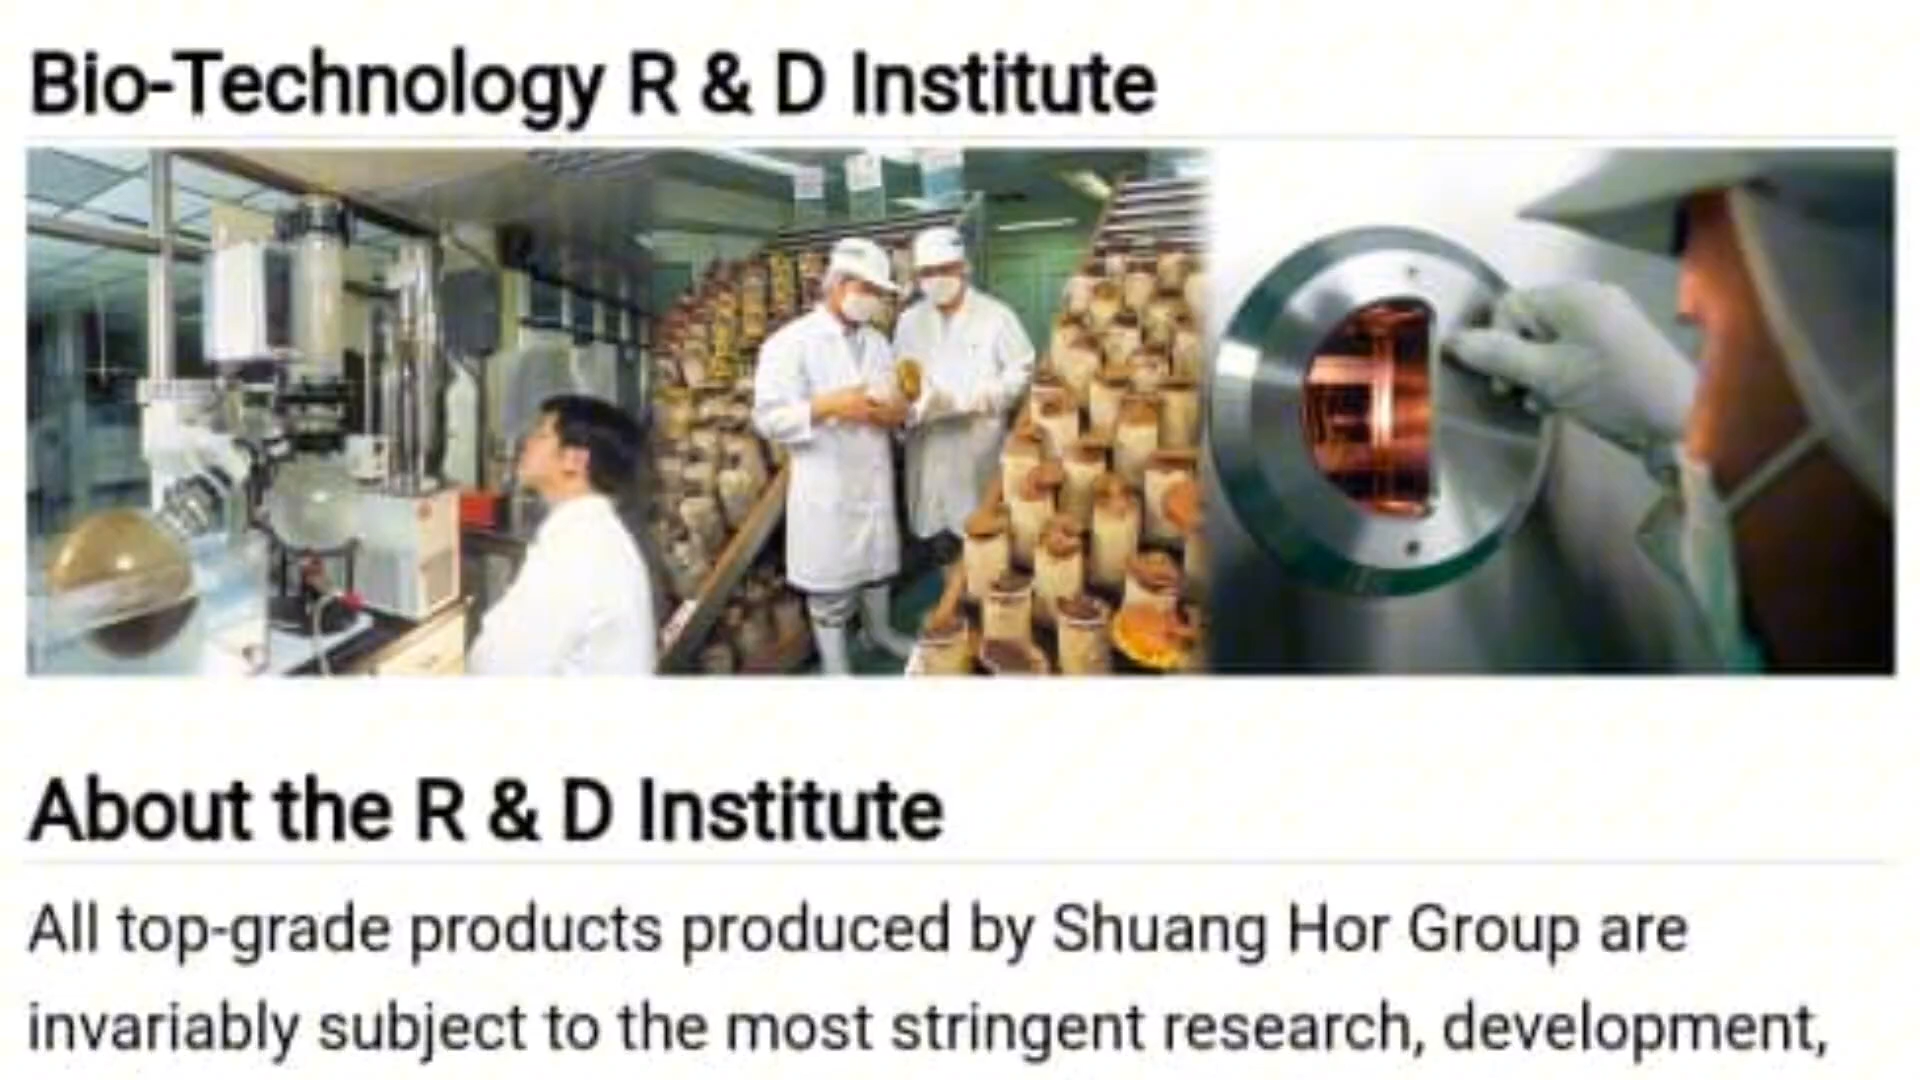 Bio-Technology R & D Institute
About the R & D Institute
All top-grade products produced by Shuang Hor Group are
invariably subject to the most stringent research, development,